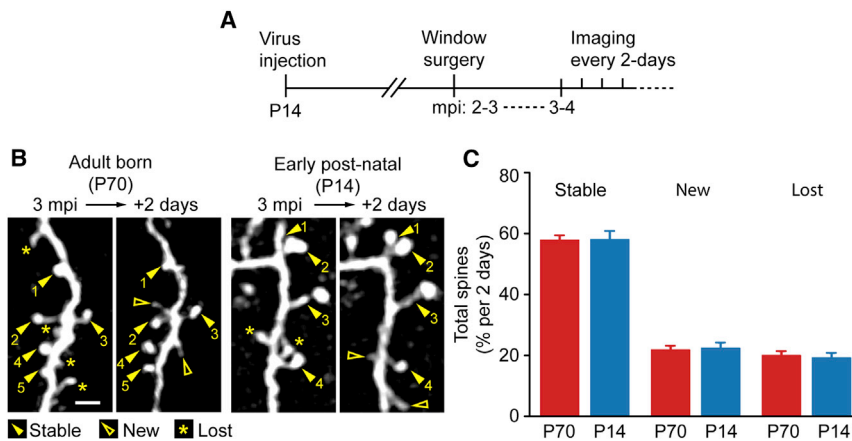 A
Virus
injection
Window
surgery
Imaging
every 2-days
P14
mpi: 2-3 ------ 3-4
B
Adult born
(P70)
3 mpi +2 days
Early post-natal
(P14)
3 mpi +2 days
*
1
2
3
*
4
*
5
*
1
2
3
4
5
1
2
3
*
*
4
1
2
3
4
Stable New * Lost
C
Total spines
(% per 2 days)
80
60
40
20
0
Stable New Lost
P70 P14 P70 P14 P70 P14